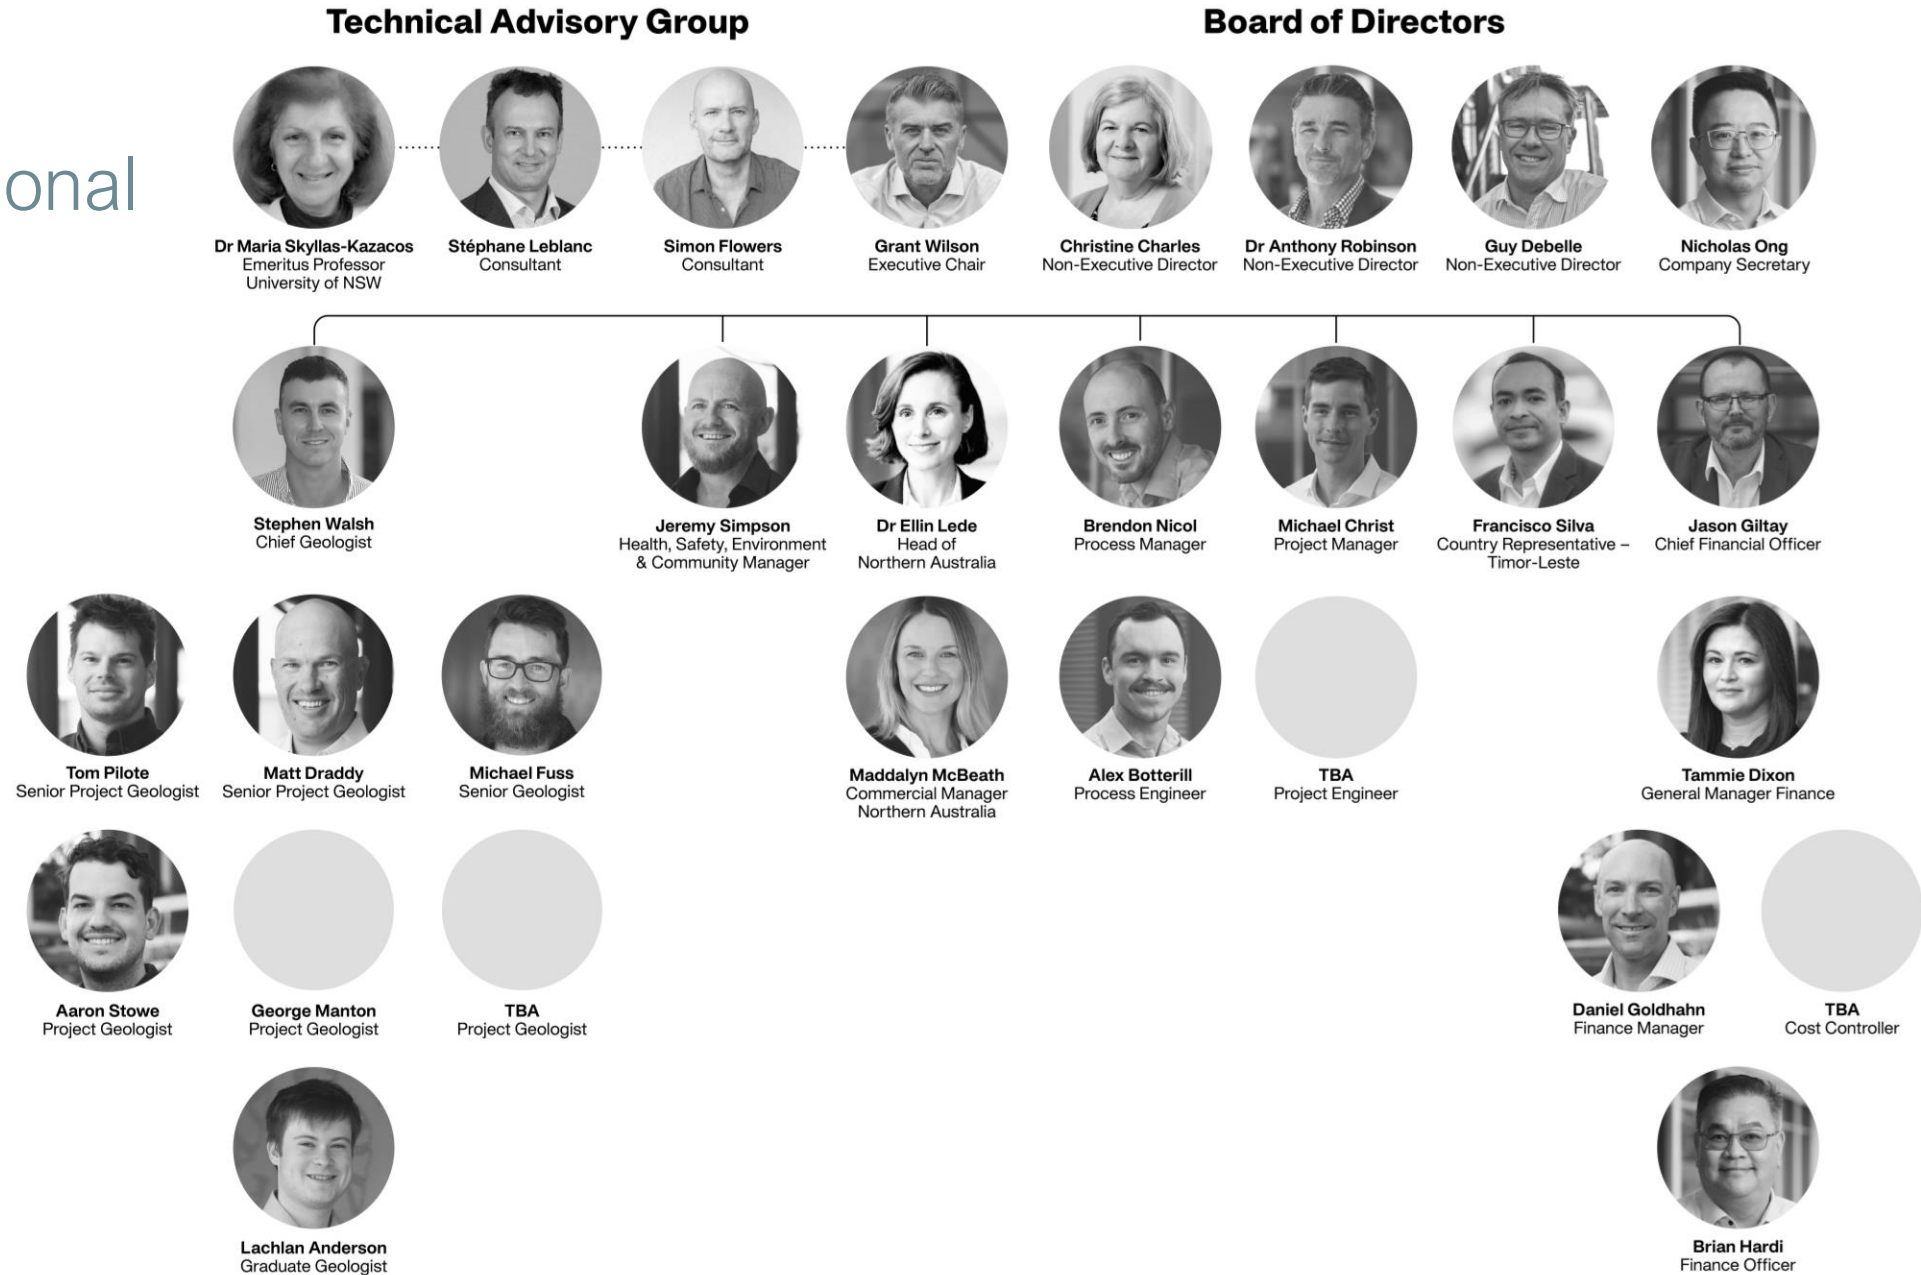 Technical Advisory Group
Board of Directors
onal
Dr Maria Skyllas-Kazacos
Emeritus Professor
University of NSW
Stéphane Leblanc
Consultant
Simon Flowers
Consultant
Grant Wilson
Executive Chair
Christine Charles
Non-Executive Director
Dr Anthony Robinson
Non-Executive Director
Guy Debelle
Non-Executive Director
Nicholas Ong
Company Secretary
Stephen Walsh
Chief Geologist
Jeremy Simpson
Health, Safety, Environment
& Community Manager
Dr Ellin Lede
Head of
Northern Australia
Brendon Nicol
Process Manager
Michael Christ
Project Manager
Francisco Silva
Country Representative –
Timor-Leste
Jason Giltay
Chief Financial Officer
Tom Pilote
Senior Project Geologist
Matt Draddy
Senior Project Geologist
Michael Fuss
Senior Geologist
Maddalyn McBeath
Commercial Manager
Northern Australia
Alex Botterill
Process Engineer
TBA
Project Engineer
Tammie Dixon
General Manager Finance
Aaron Stowe
Project Geologist
George Manton
Project Geologist
TBA
Project Geologist
Daniel Goldhahn
Finance Manager
TBA
Cost Controller
Lachlan Anderson
Graduate Geologist
Brian Hardi
Finance Officer